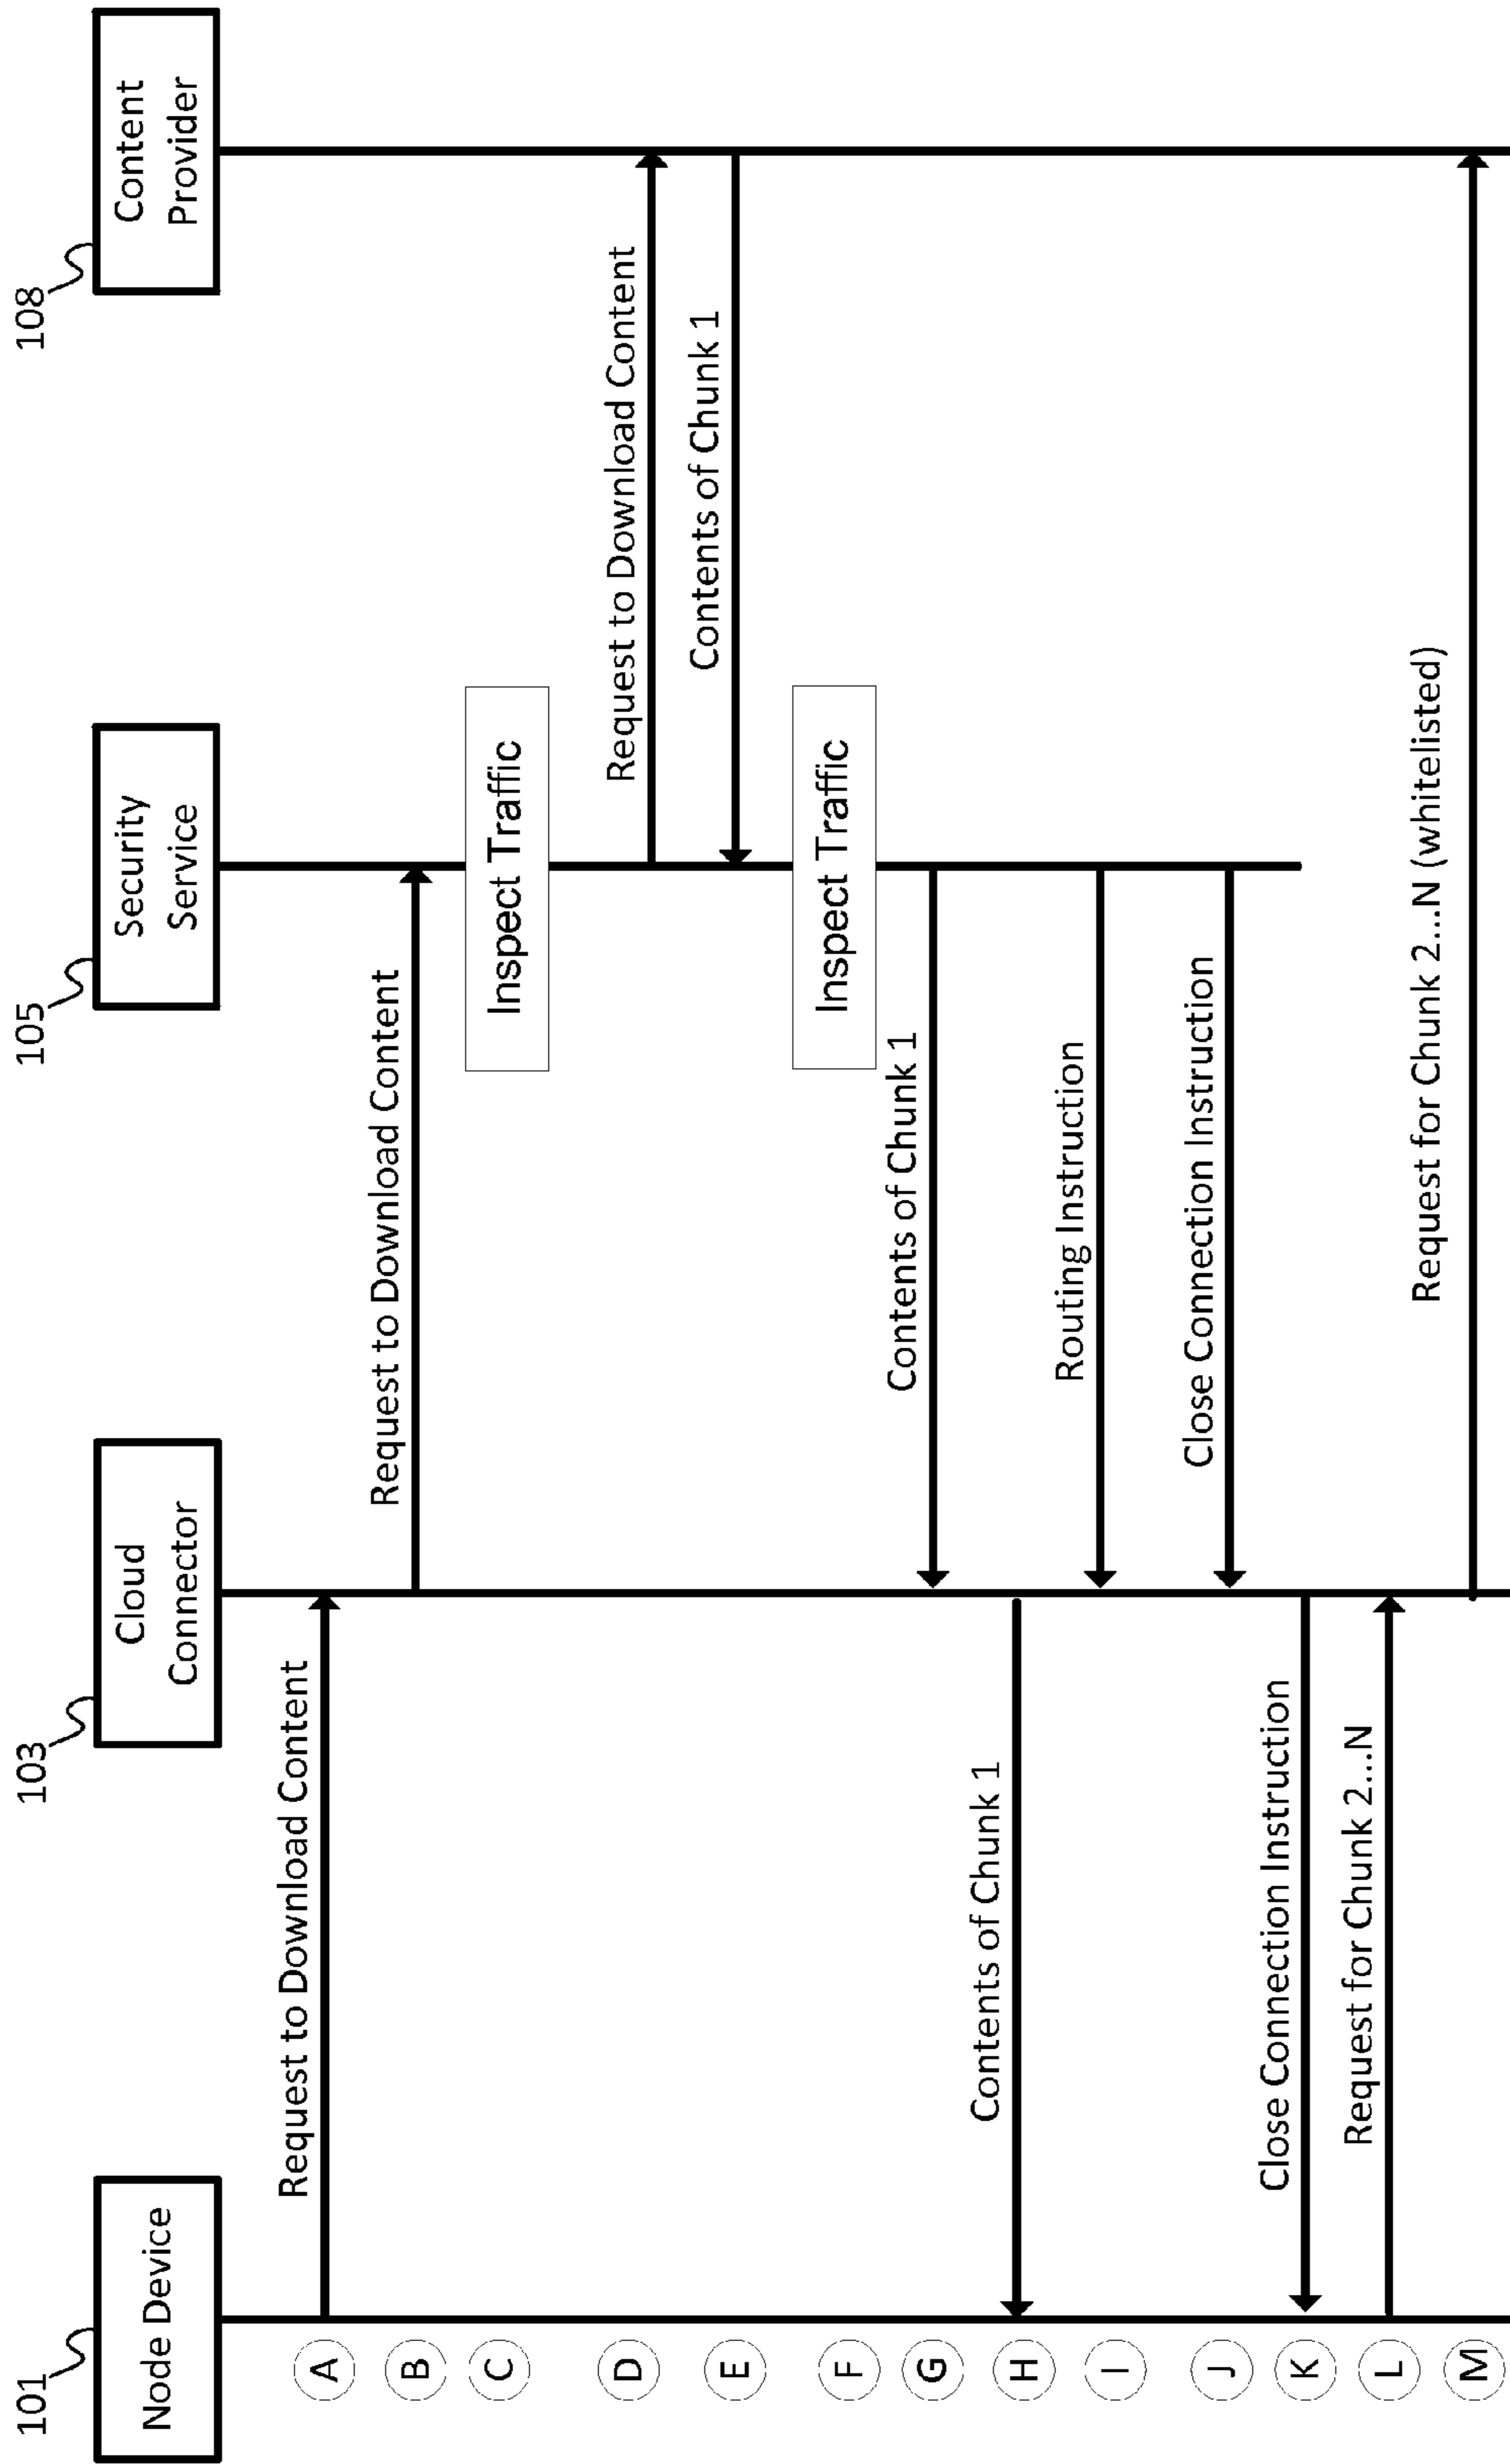 101
Node Device
103
Cloud
Connector
105
Security
Service
108
Content
Provider
A
Request to Download Content
B
Request to Download Content
C
Inspect Traffic
D
Request to Download Content
E
Contents of Chunk 1
F
Inspect Traffic
G
Contents of Chunk 1
H
Contents of Chunk 1
I
Routing Instruction
J
Close Connection Instruction
K
Close Connection Instruction
L
Request for Chunk 2...N
M
Request for Chunk 2...N (whitelisted)